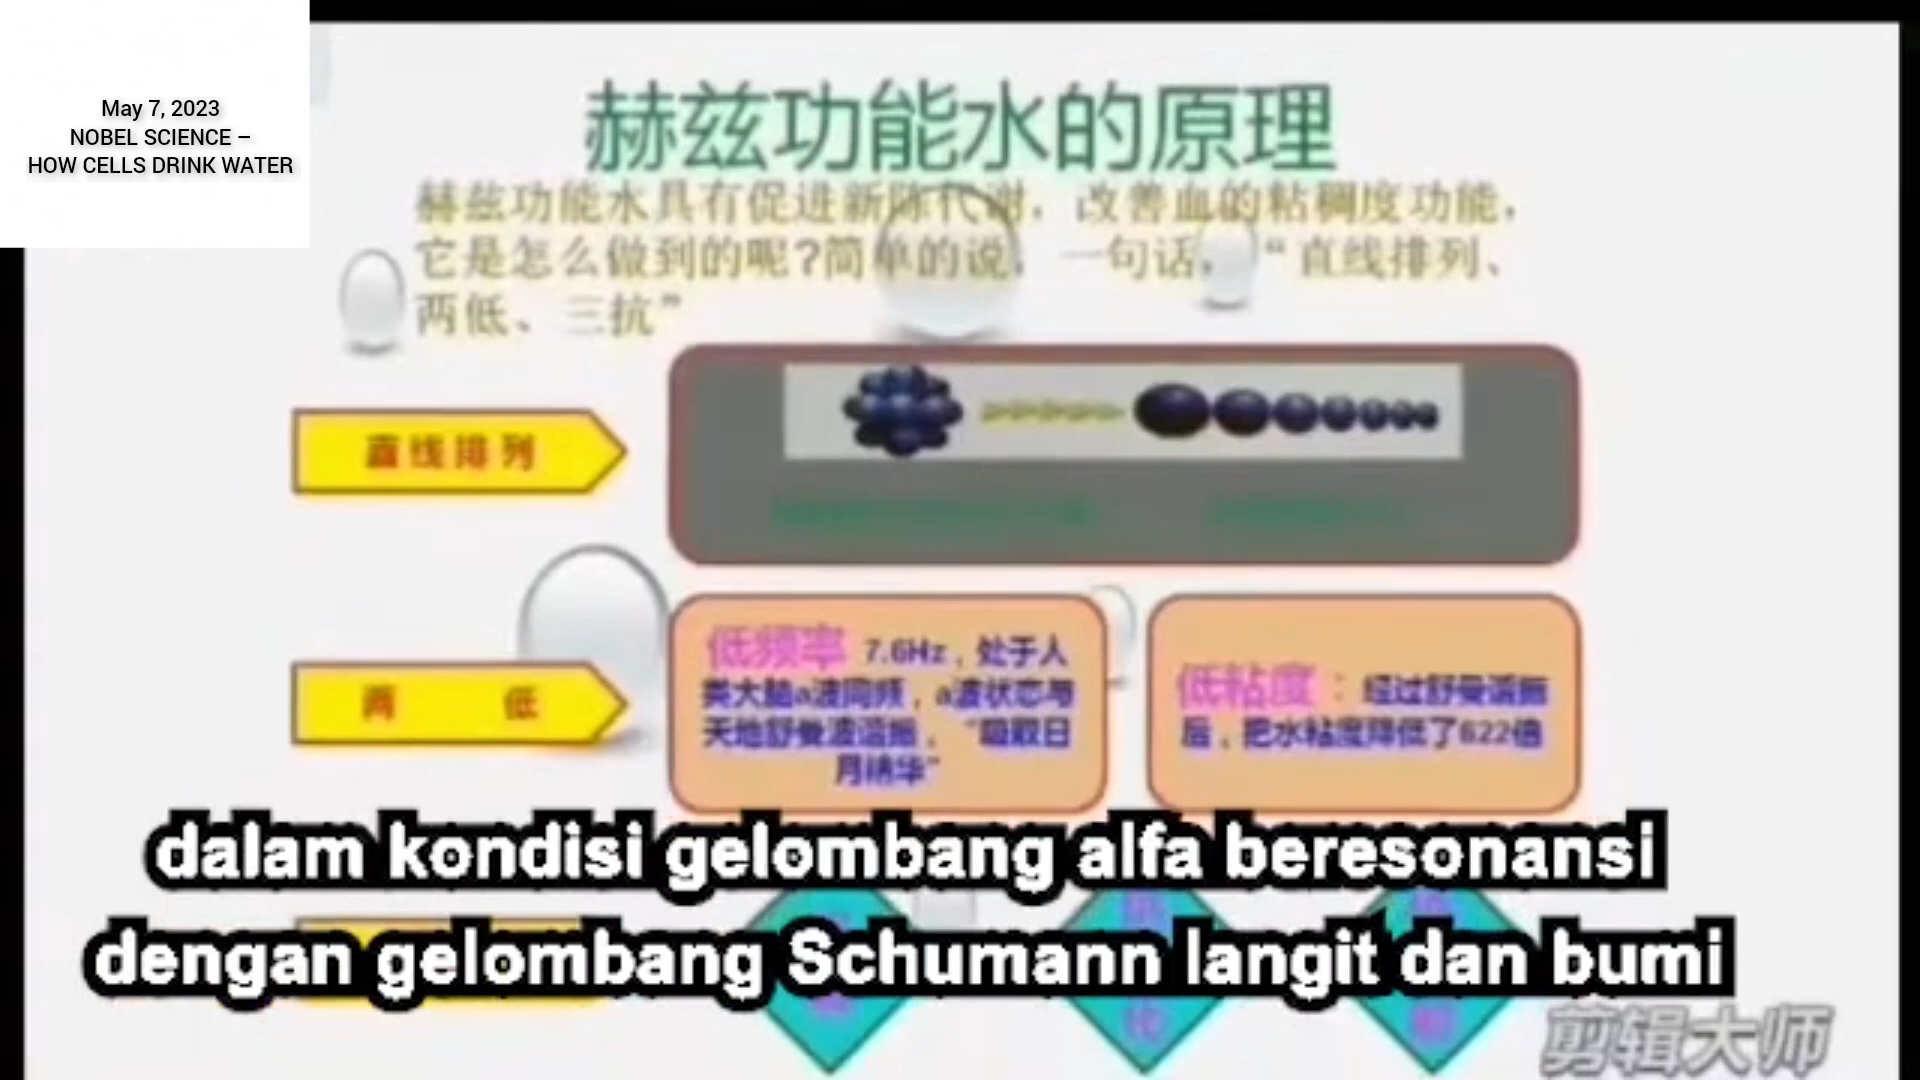 May 7, 2023
NOBEL SCIENCE –
HOW CELLS DRINK WATER
赫兹功能水的原理
赫兹功能水具有促进新陈代谢，改善血的粘稠度功能，
它是怎么做到的呢?简单的说，一句话，“直线排列、
两低、三抗”
直线排列
低频率 7.6Hz，处于人
类大脑a波同频，a波状态与
天地舒曼波谐振，“吸取日
月精华”
两 低
低粘度：经过舒曼谐振
后，把水粘度降低了622倍
dalam kondisi gelombang alfa beresonansi
dengan gelombang Schumann langit dan bumi
剪辑大师